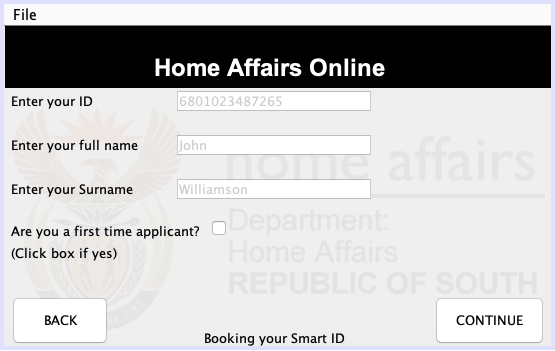 File
Home Affairs Online
Enter your ID
6801023487265
Enter your full name
John
Enter your Surname
Williamson
Are you a first time applicant?
(Click box if yes)
home affairs
Department:
Home Affairs
REPUBLIC OF SOUTH
BACK
Booking your Smart ID
CONTINUE